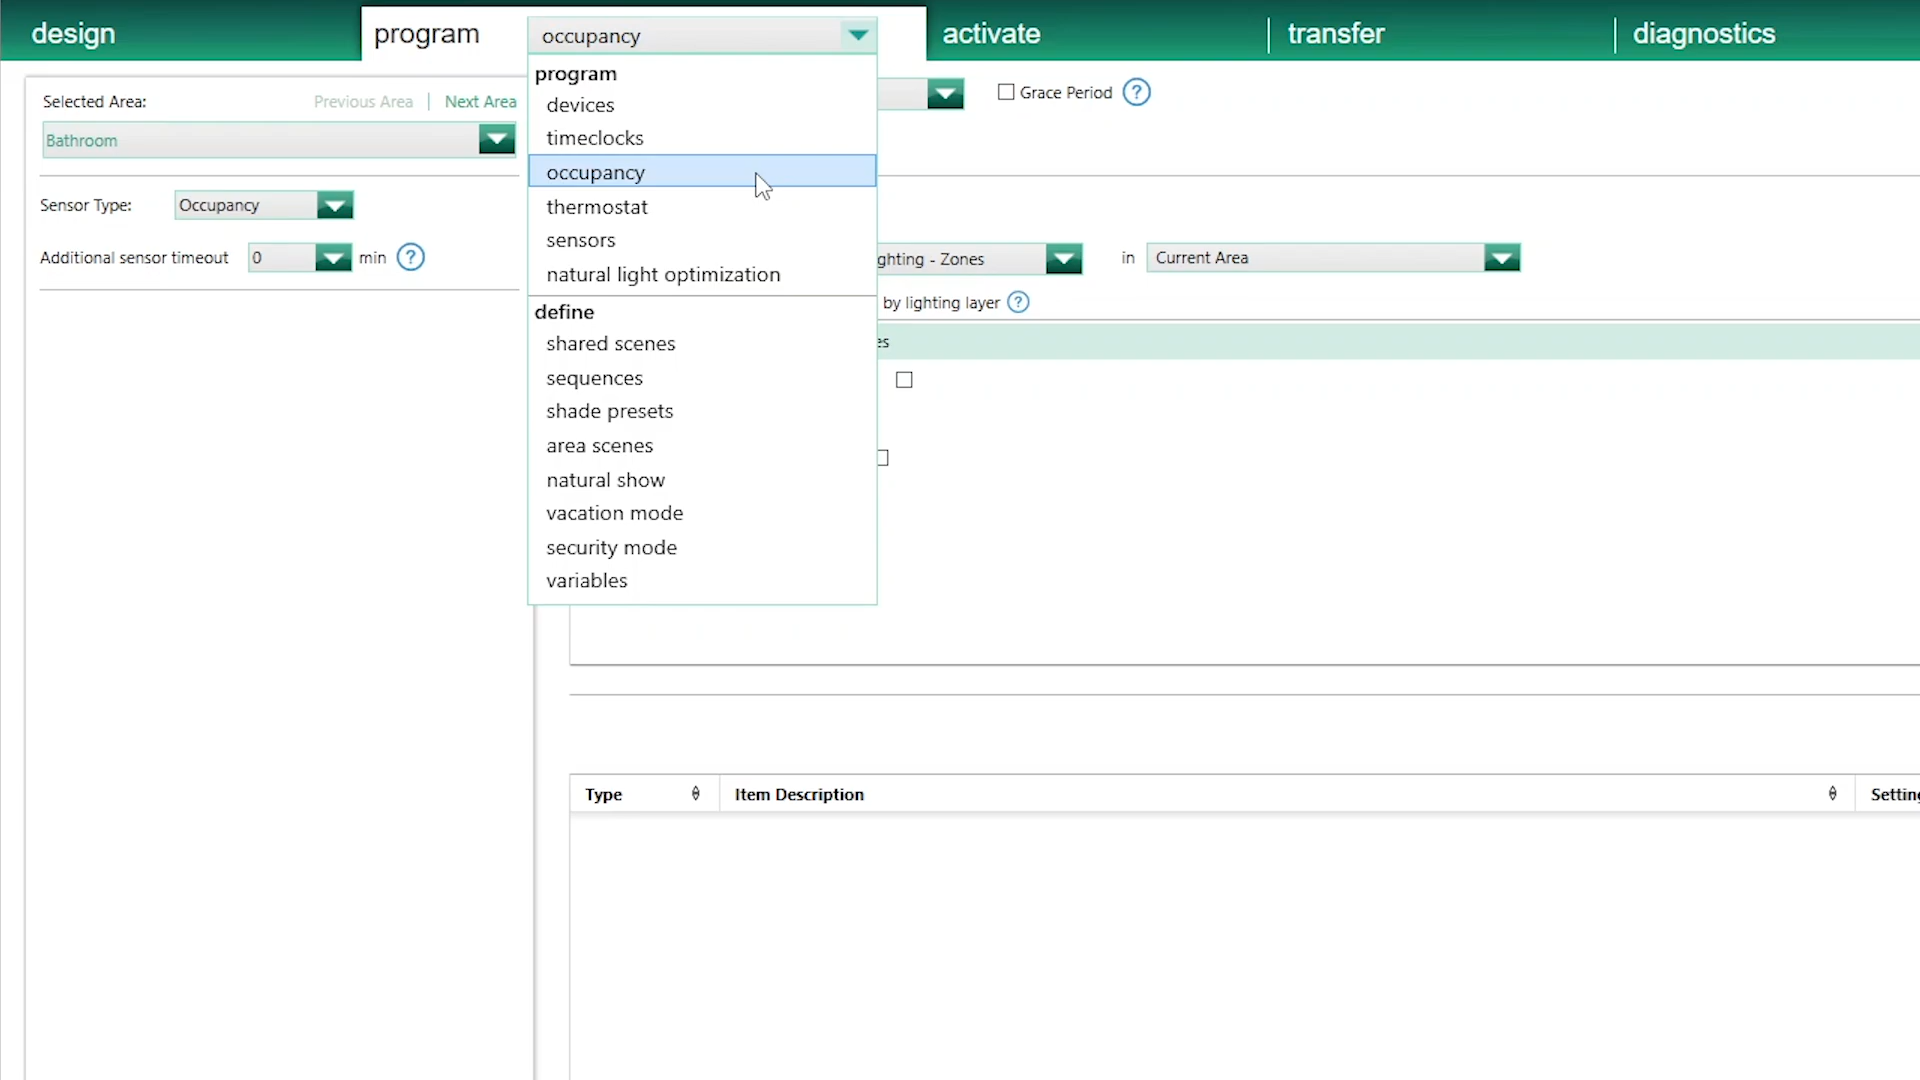 design
program
occupancy
activate
transfer
diagnostics
program
devices
timeclocks
occupancy
thermostat
sensors
natural light optimization
define
shared scenes
sequences
shade presets
area scenes
natural show
vacation mode
security mode
variables
Selected Area:
Previous Area
Next Area
Bathroom
Sensor Type:
Occupancy
Additional sensor timeout
0
min
?
Grace Period
?
ghting - Zones
in
Current Area
by lighting layer
?
es
Type
Item Description
Setting